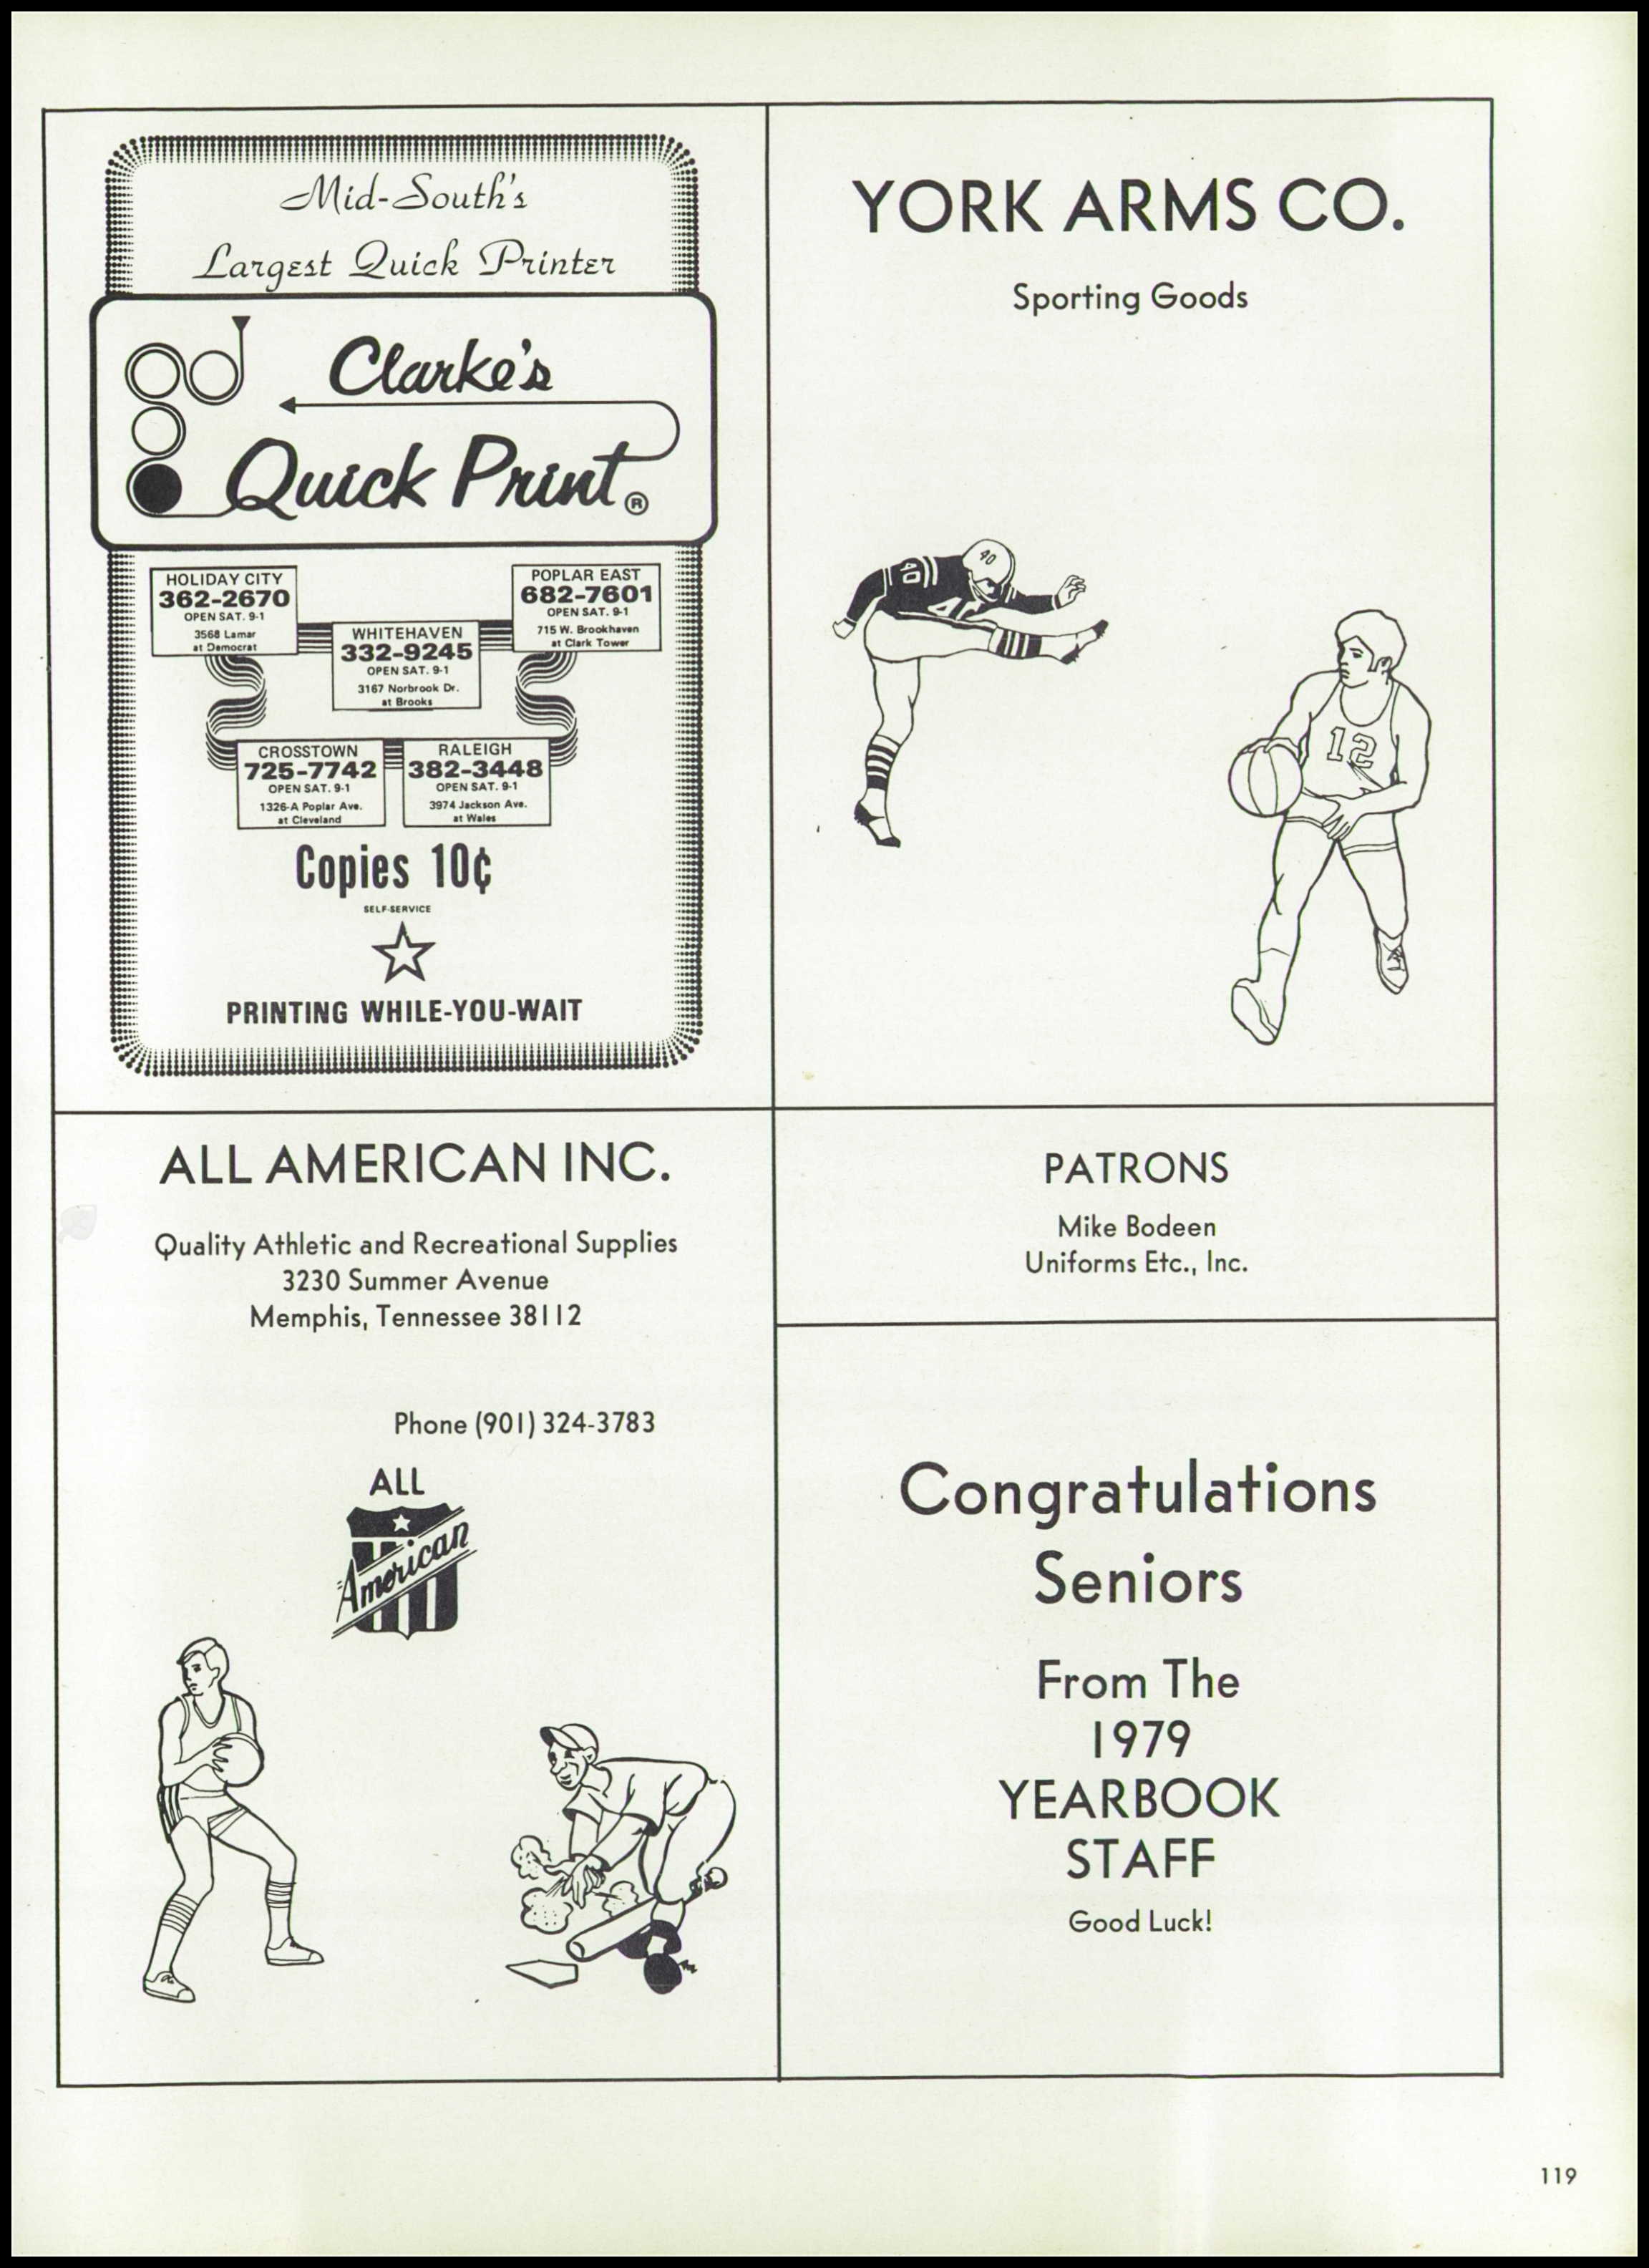 Mid-South's
Largest Quick Printer
Clarke's
Quick Print®
HOLIDAY CITY
362-2670
OPEN SAT. 9-1
3568 Lamar
at Democrat
WHITEHAVEN
332-9245
OPEN SAT. 9-1
3167 Norbrook Dr.
at Brooks
POPLAR EAST
682-7601
OPEN SAT. 9-1
715 W. Brookhaven
at Clark Tower
CROSSTOWN
725-7742
OPEN SAT. 9-1
1326-A Poplar Ave.
at Cleveland
RALEIGH
382-3448
OPEN SAT. 9-1
3974 Jackson Ave.
at Wales
Copies 10¢
SELF-SERVICE
PRINTING WHILE-YOU-WAIT
YORK ARMS CO.
Sporting Goods
40
40
40
12
ALL AMERICAN INC.
Quality Athletic and Recreational Supplies
3230 Summer Avenue
Memphis, Tennessee 38112
Phone (901) 324-3783
ALL
American
PATRONS
Mike Bodeen
Uniforms Etc., Inc.
Congratulations
Seniors
From The
1979
YEARBOOK
STAFF
Good Luck!
119